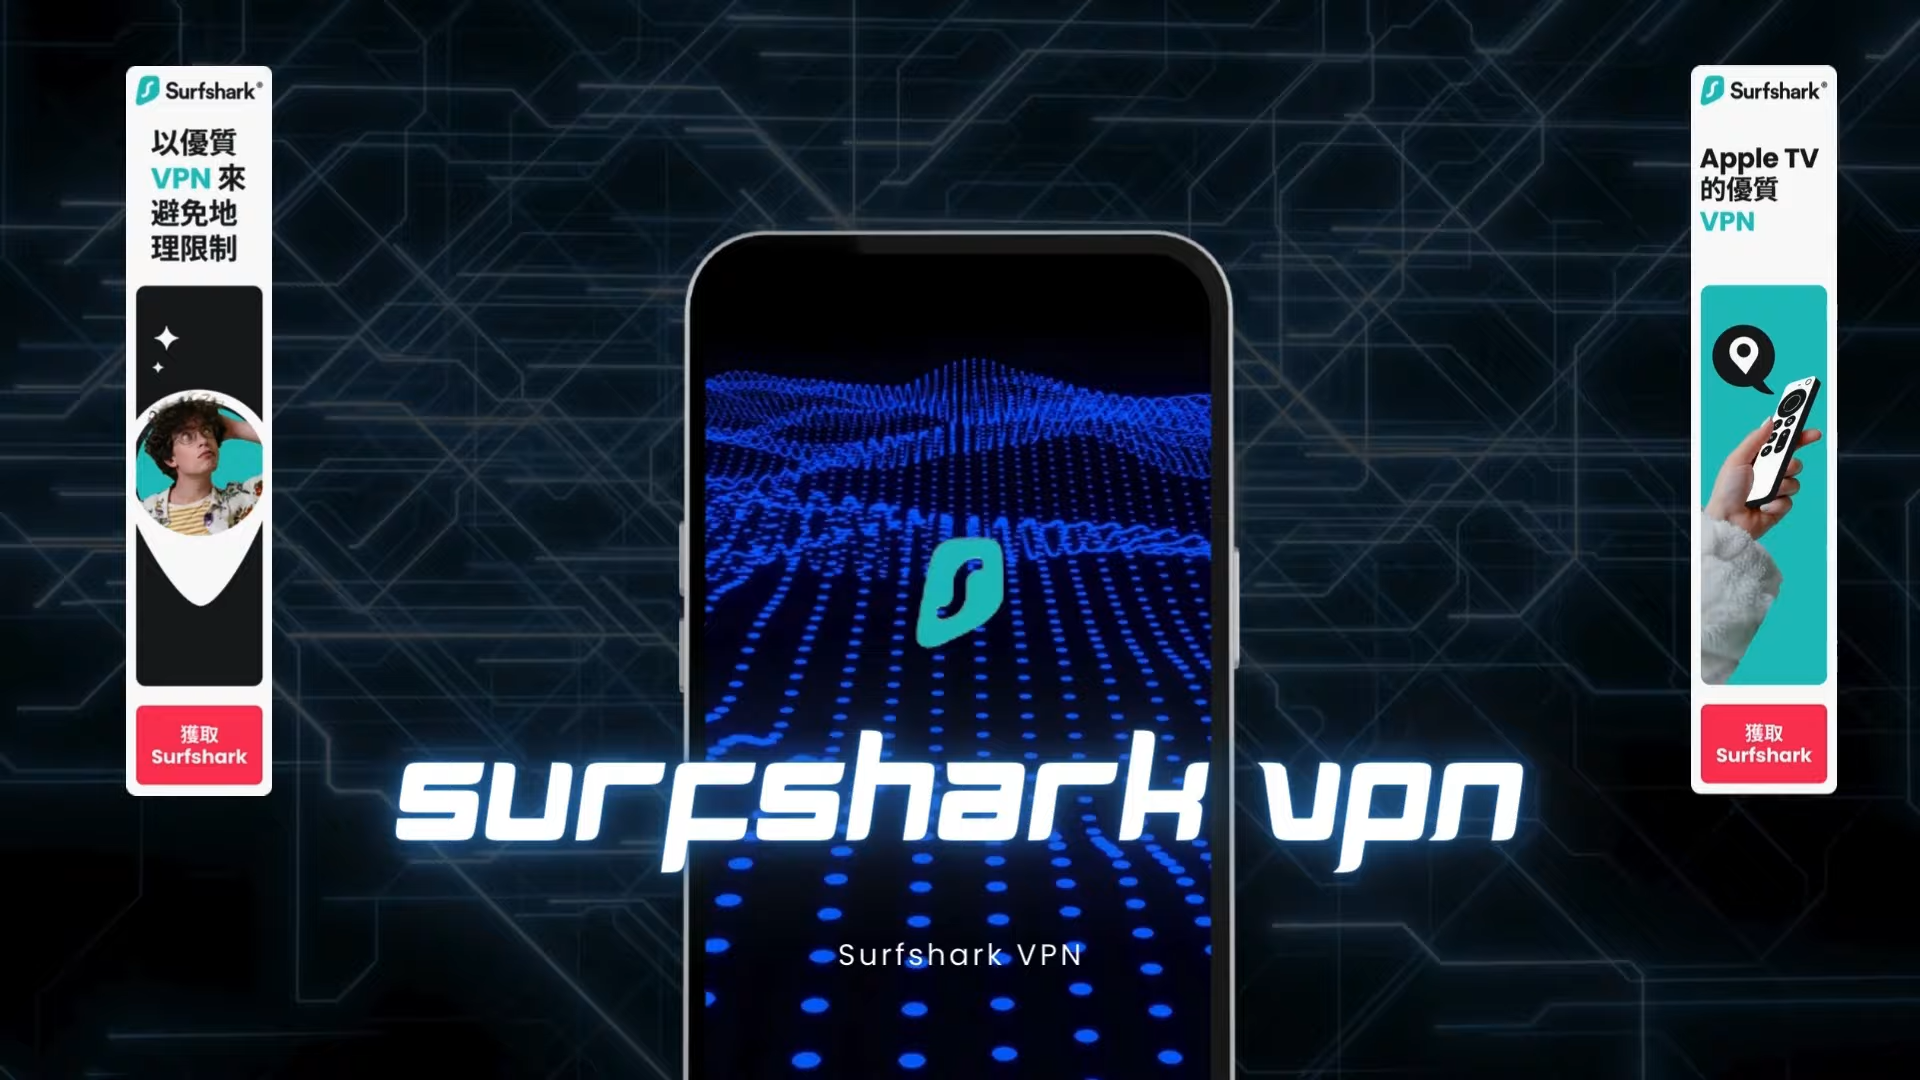 Surfshark®
以優質
VPN 來
避免地
理限制
獲取
Surfshark
surfshark vpn
Surfshark VPN
Surfshark®
Apple TV
的優質
VPN
獲取
Surfshark